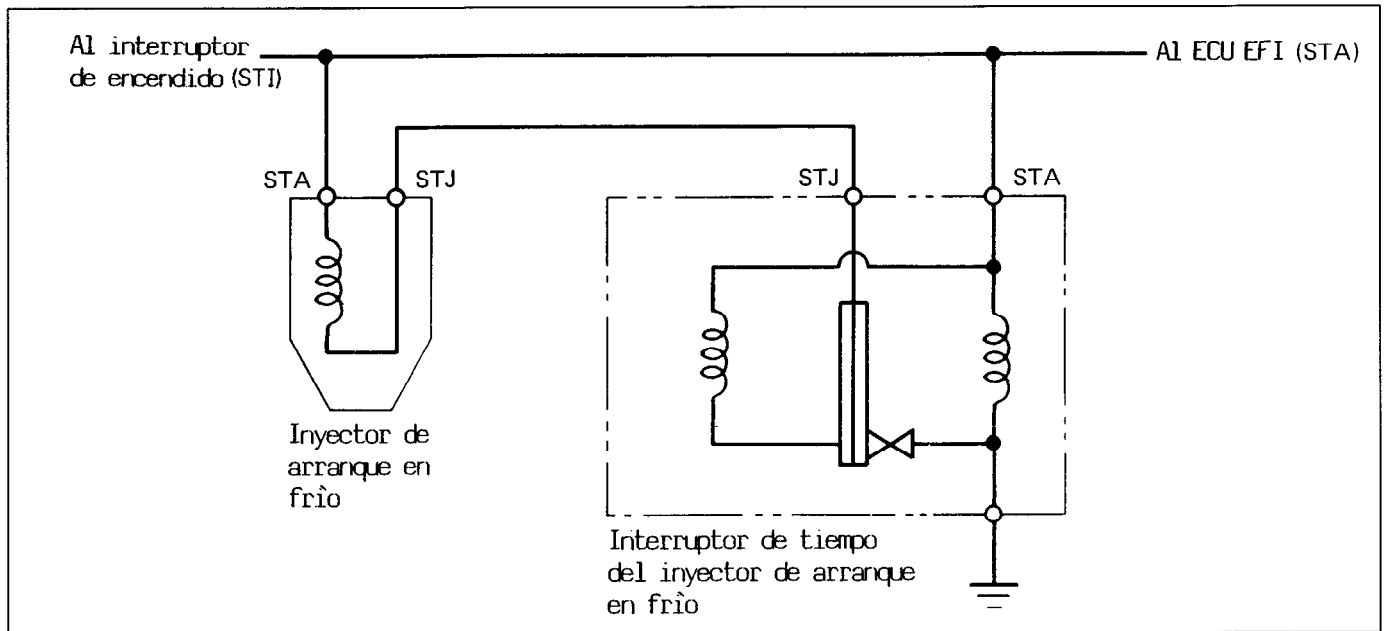 Al interruptor
de encendido (STI)
Al ECU EFI (STA)
STA
STJ
STJ
STA
Inyector de
arranque en
frìo
Interruptor de tiempo
del inyector de arranque
en frìo